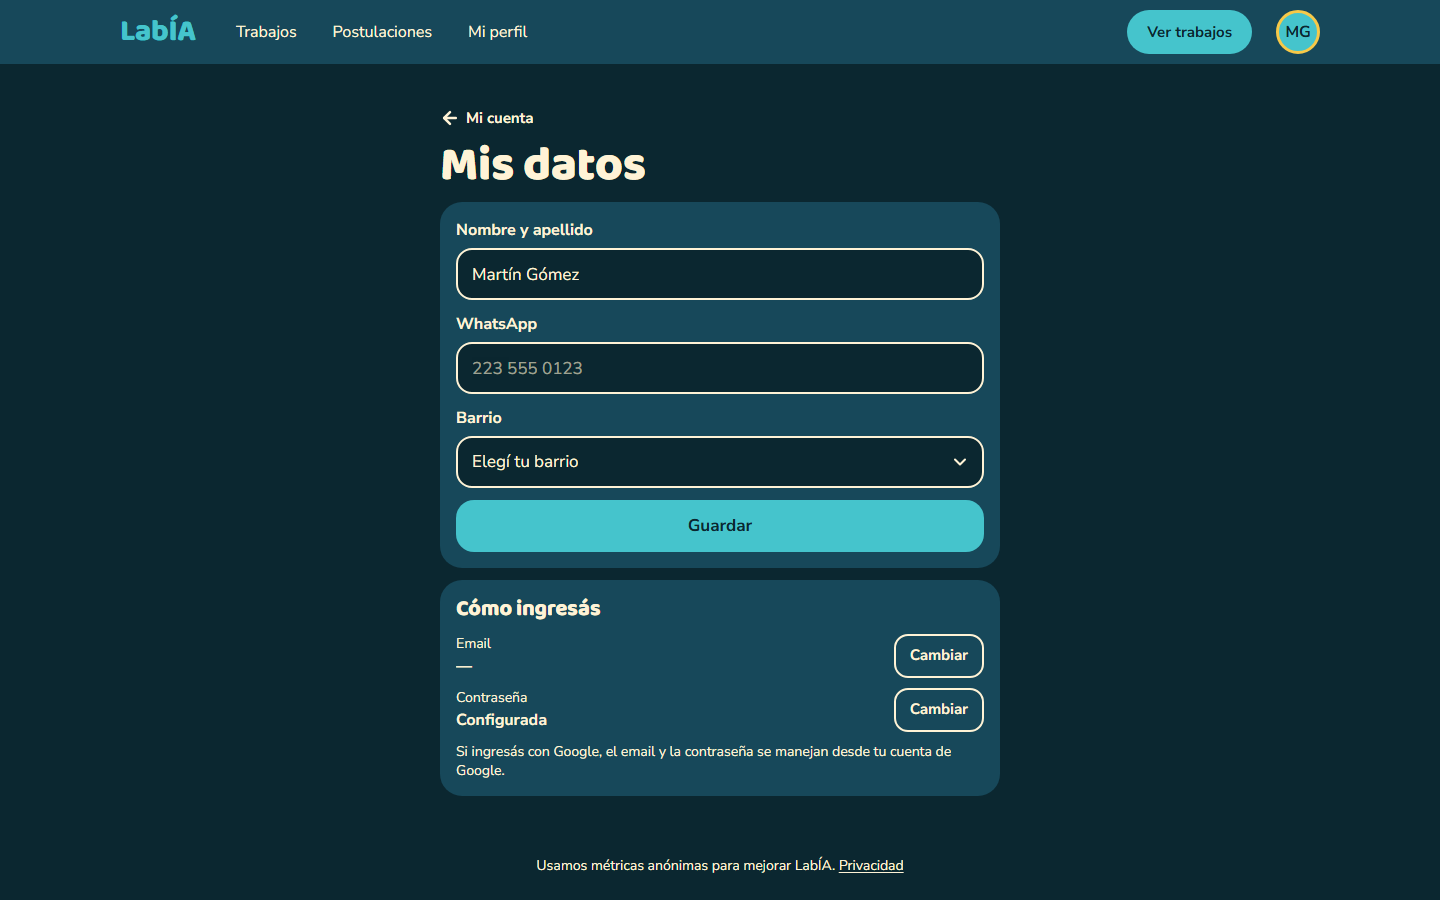 LabÍA
Trabajos
Postulaciones
Mi perfil
Ver trabajos
MG
Mi cuenta
Mis datos
Nombre y apellido
Martín Gómez
WhatsApp
223 555 0123
Barrio
Elegí tu barrio
Guardar
Cómo ingresás
Email
—
Cambiar
Contraseña
Configurada
Cambiar
Si ingresás con Google, el email y la contraseña se manejan desde tu cuenta de
Google.
Usamos métricas anónimas para mejorar LabÍA. Privacidad